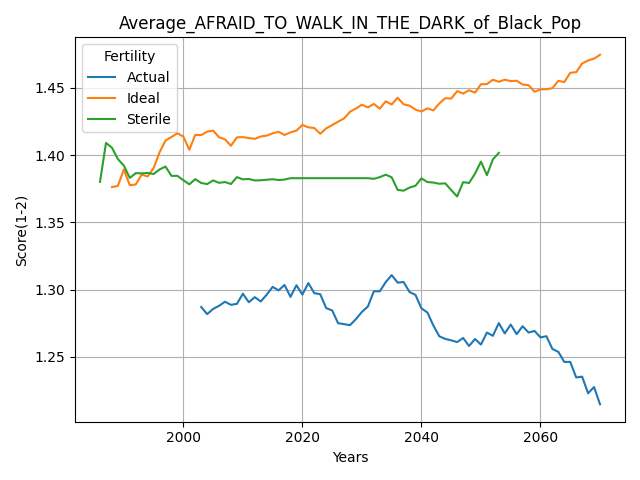 Average_AFRAID_TO_WALK_IN_THE_DARK_of_Black_Pop
Fertility
Actual
Ideal
Sterile
Score(1-2)
1.45
1.40
1.35
1.30
1.25
2000 2020 2040 2060
Years